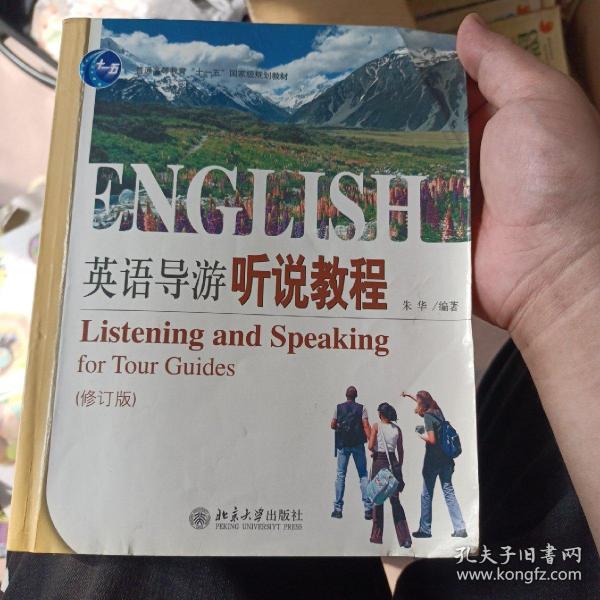 十一五
普通高等教育“十一五”国家级规划教材
ENGLISH
英语导游听说教程
朱华/编著
Listening and Speaking
for Tour Guides
(修订版)
北京大学出版社
PEKING UNIVERSITY PRESS
孔夫子旧书网
www.kongfz.com